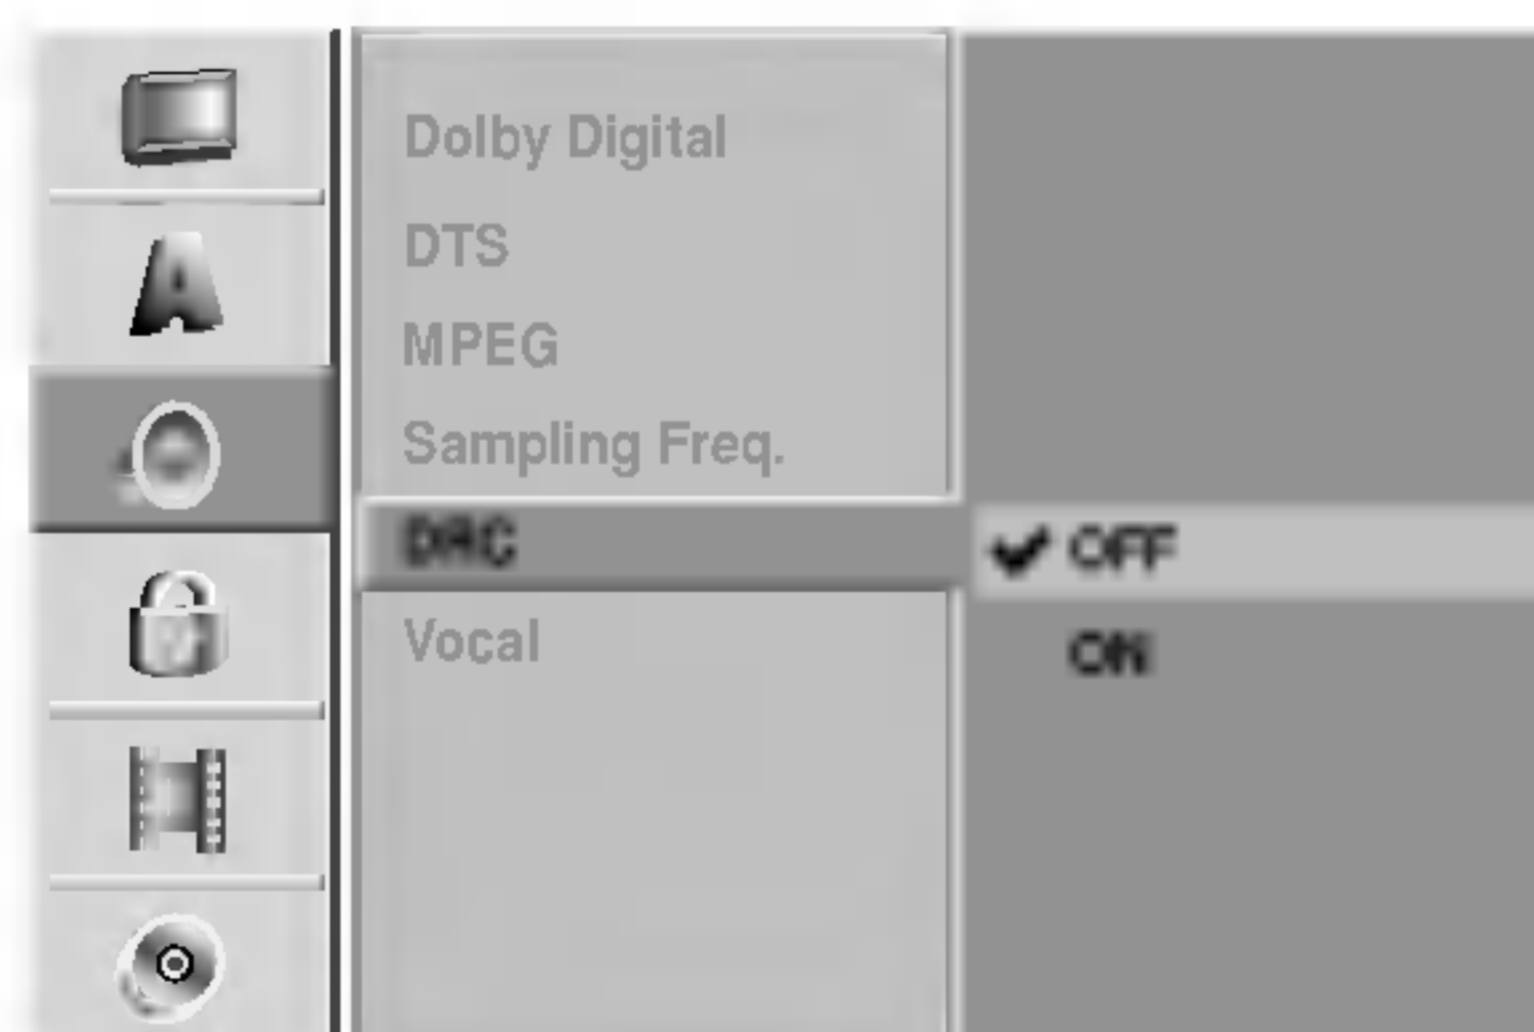 Dolby Digital
DTS
MPEG
Sampling Freq.
DRC
OFF
ON
Vocal